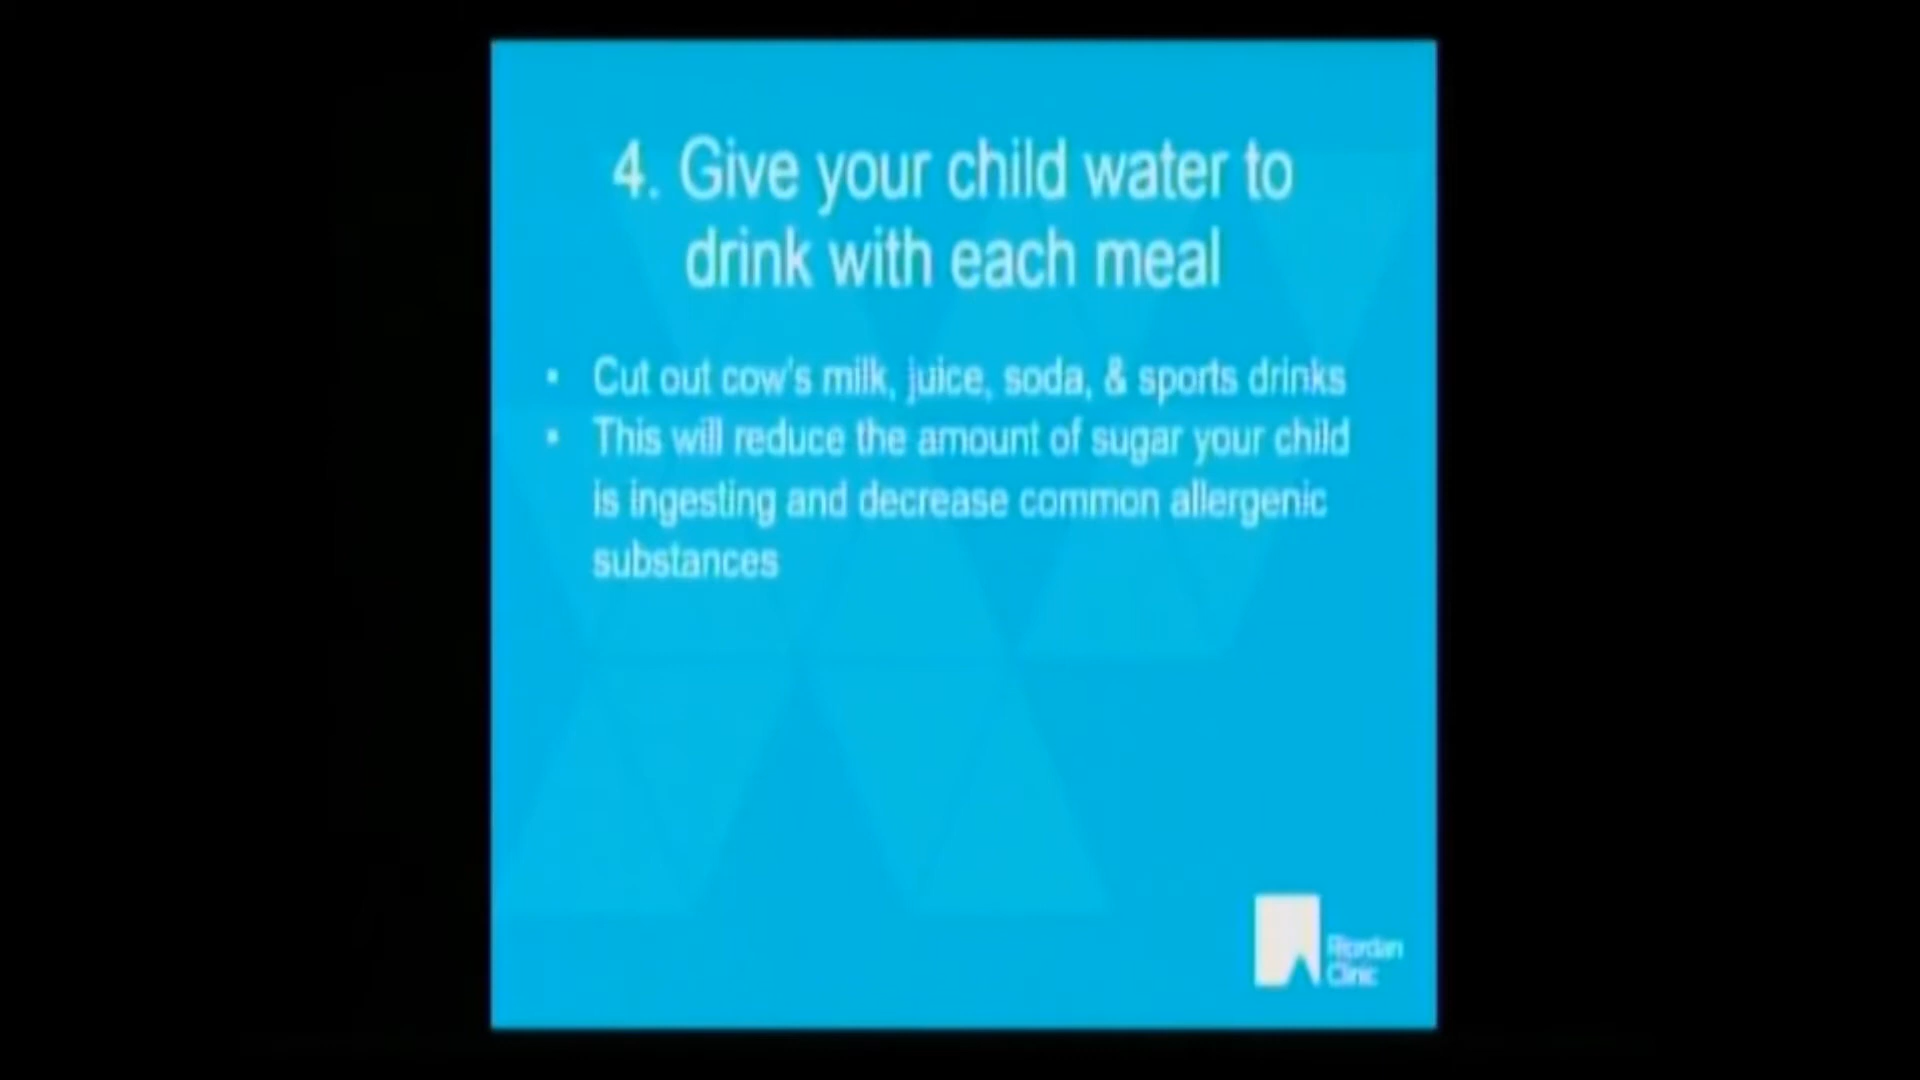 4. Give your child water to
drink with each meal
• Cut out cow's milk, juice, soda, & sports drinks
• This will reduce the amount of sugar your child
is ingesting and decrease common allergenic
substances
Riordan
Clinic